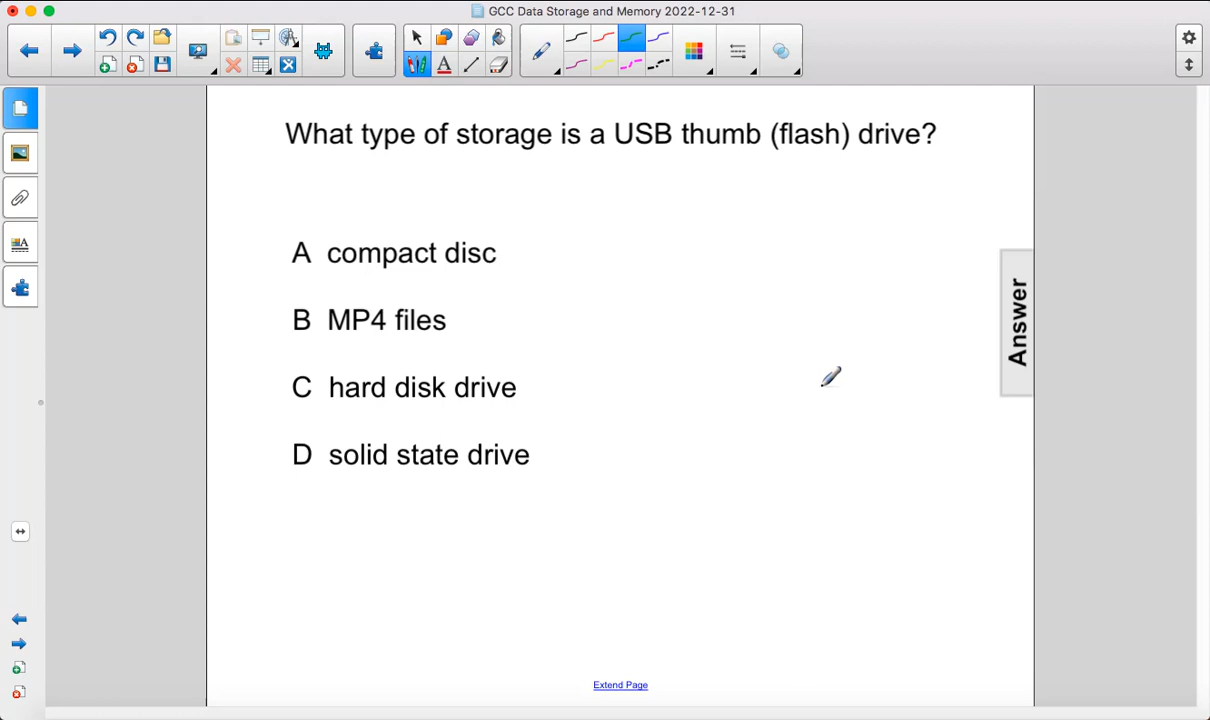 GCC Data Storage and Memory 2022-12-31
What type of storage is a USB thumb (flash) drive?
A compact disc
B MP4 files
C hard disk drive
D solid state drive
Answer
Extend Page